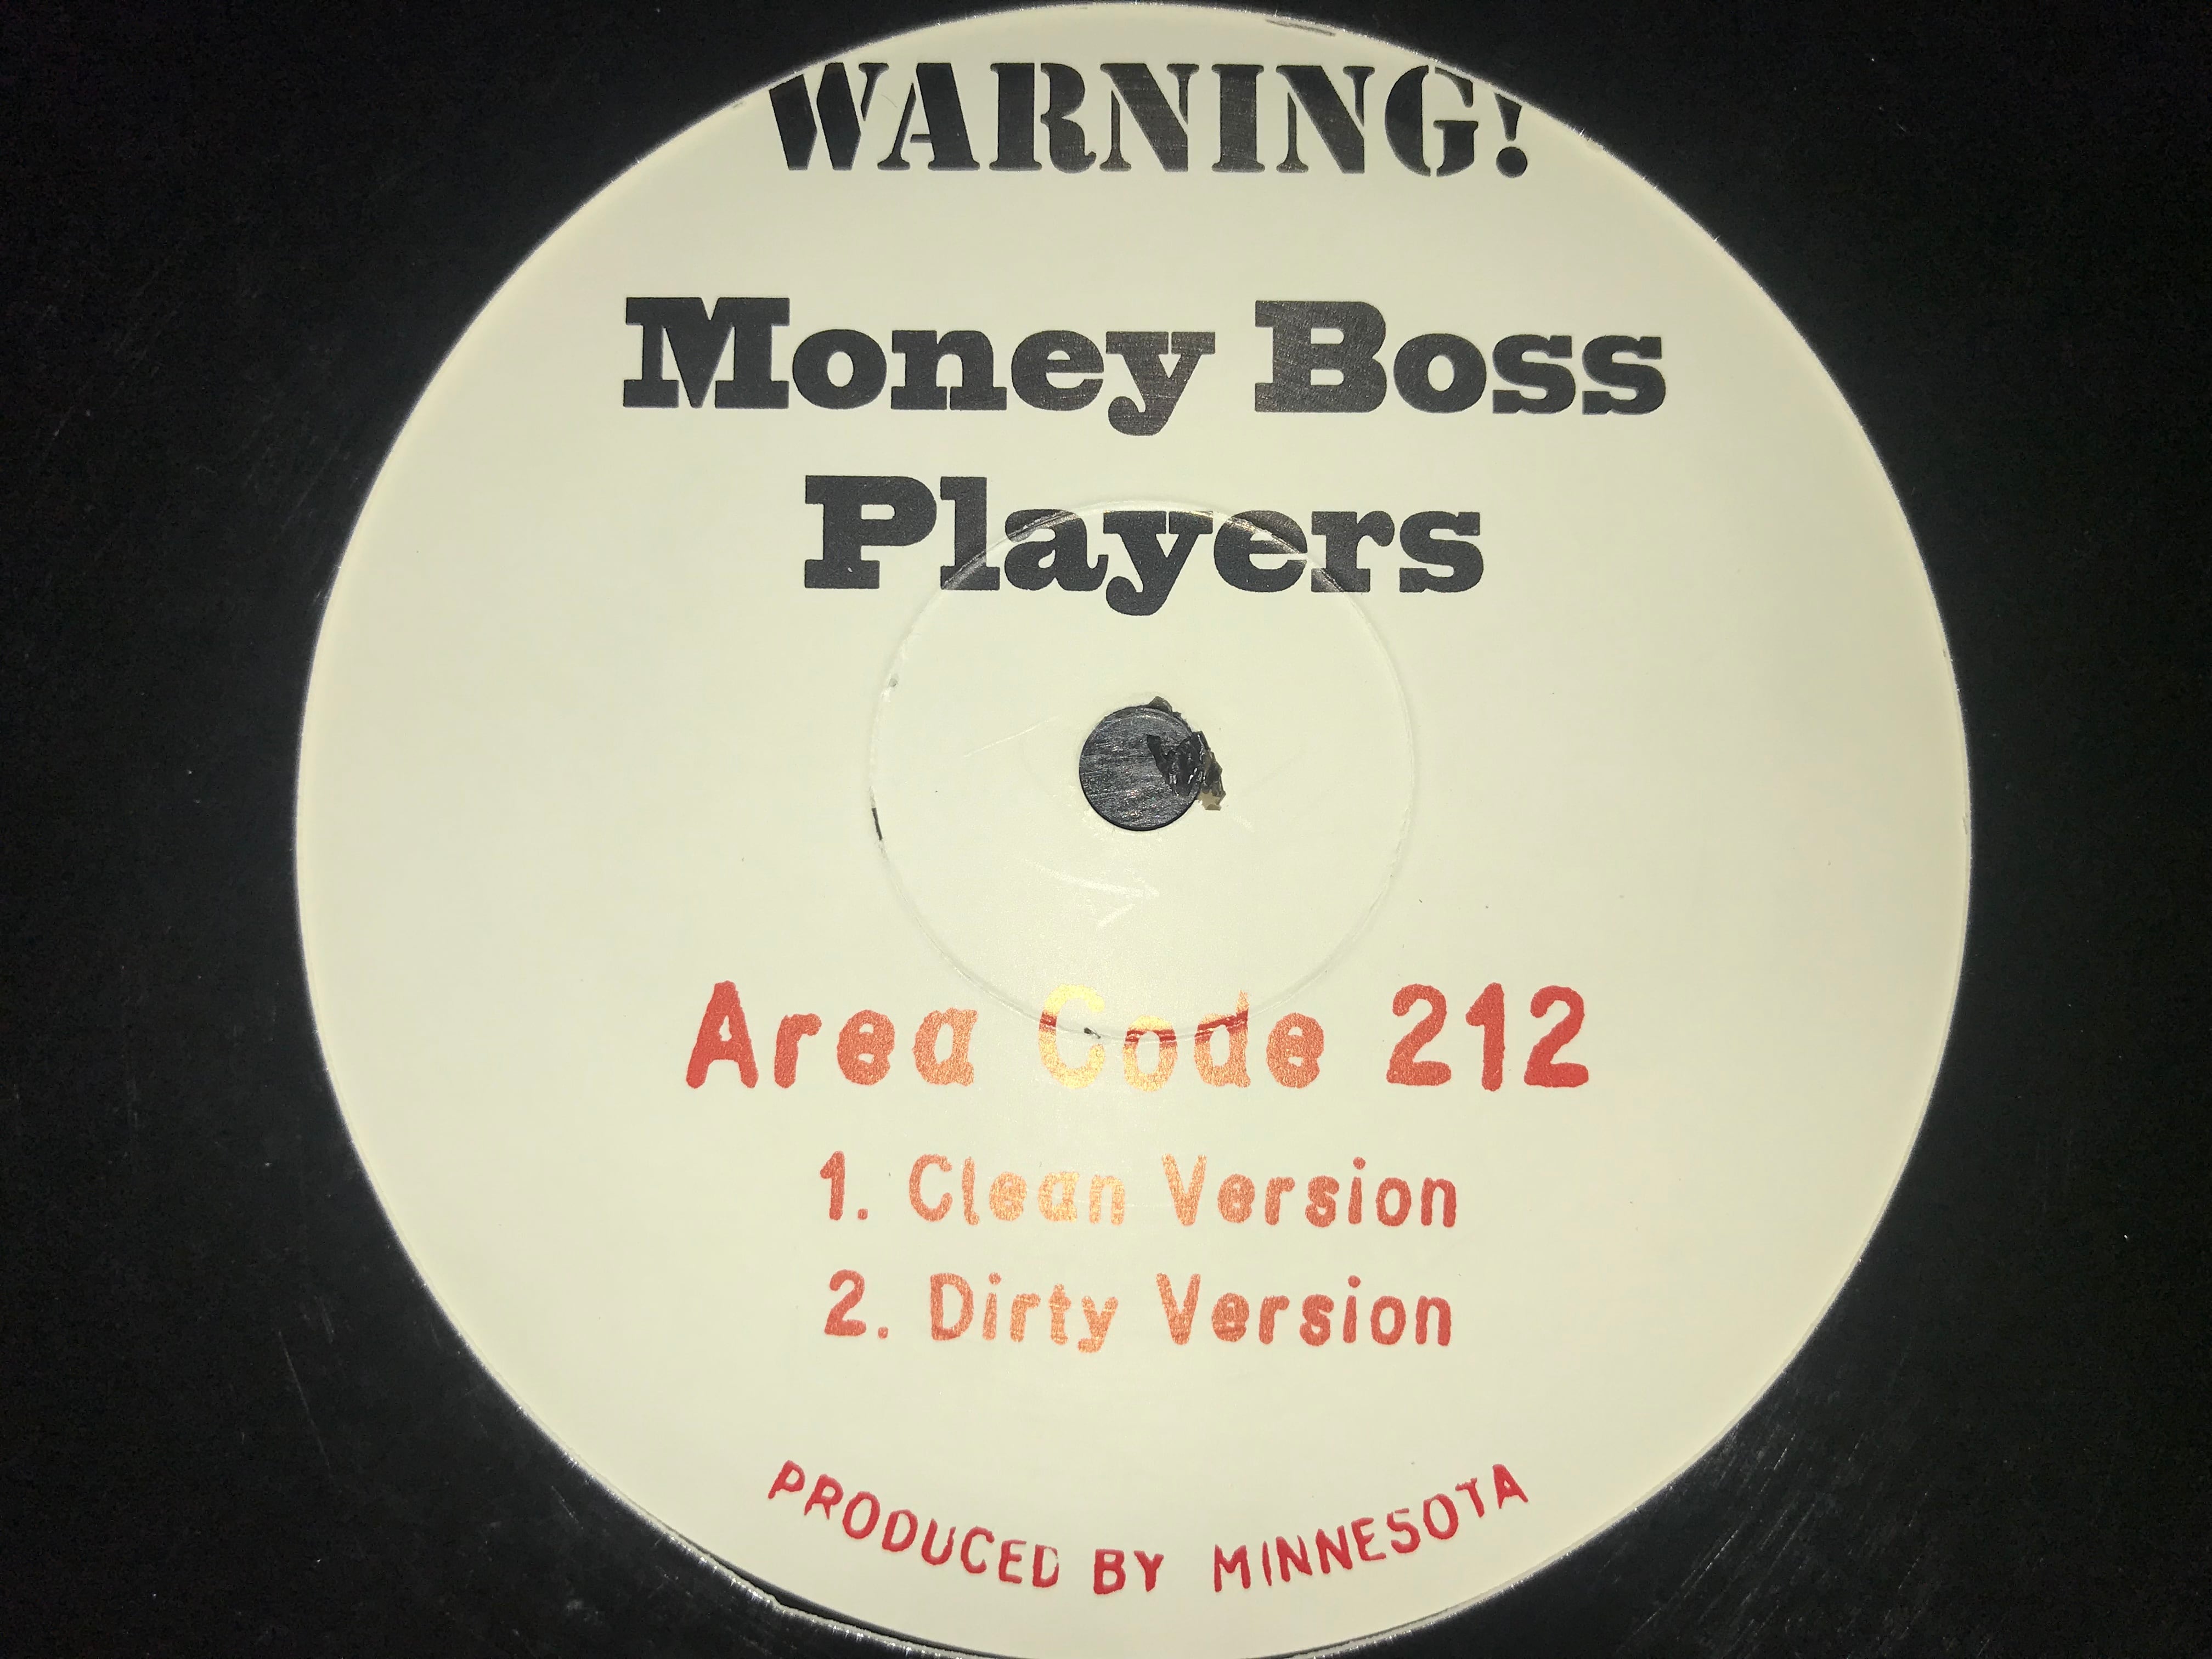 WARNING!
Money Boss
Players
Area Code 212
1. Clean Version
2. Dirty Version
PRODUCED BY MINNESOTA